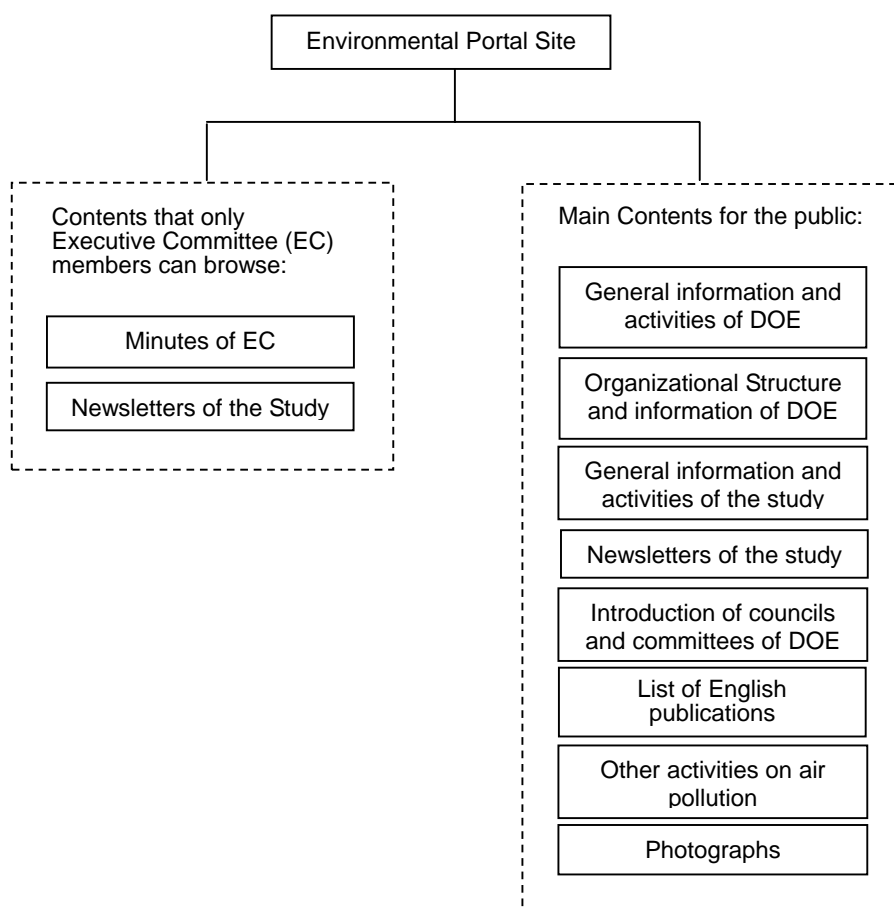 Environmental Portal Site
Contents that only
Executive Committee (EC)
members can browse:
Minutes of EC
Newsletters of the Study
Main Contents for the public:
General information and
activities of DOE
Organizational Structure
and information of DOE
General information and
activities of the study
Newsletters of the study
Introduction of councils
and committees of DOE
List of English
publications
Other activities on air
pollution
Photographs